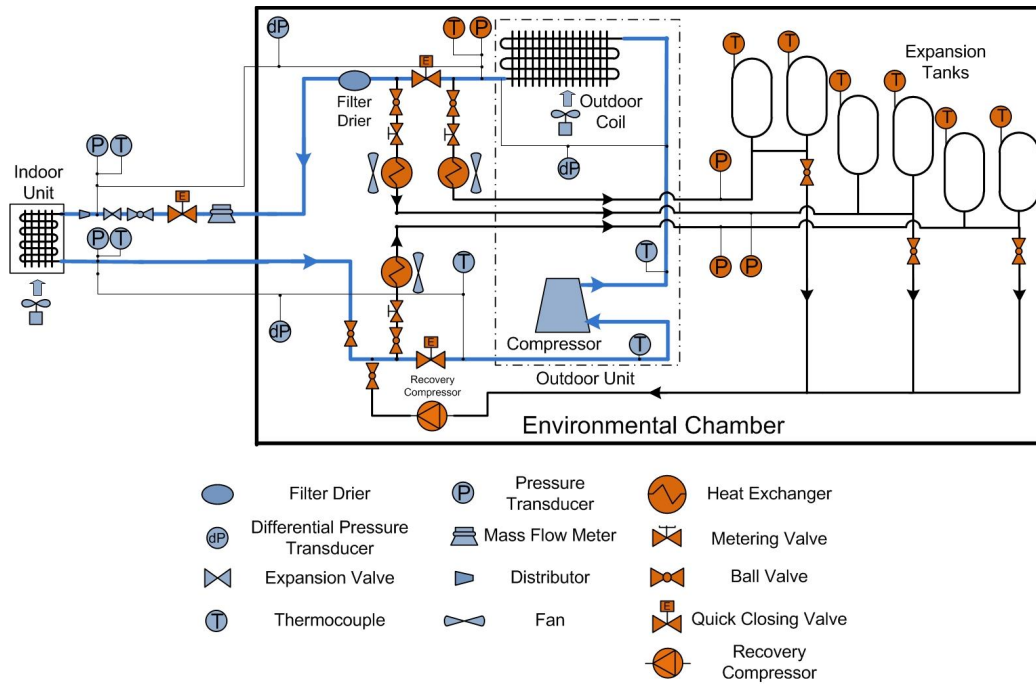 dP
T
P
E
Filter
Drier
Outdoor
Coil
dP
T
T
T
T
T
T
Expansion
Tanks
P
T
Indoor
Unit
E
P
P
T
P
P
T
T
dP
E
Recovery
Compressor
Compressor
T
Outdoor Unit
Environmental Chamber
Filter Drier
P
Pressure
Transducer
Heat Exchanger
dP
Differential Pressure
Transducer
Mass Flow Meter
Metering Valve
Expansion Valve
Distributor
Ball Valve
T
Thermocouple
Fan
E
Quick Closing Valve
Recovery
Compressor